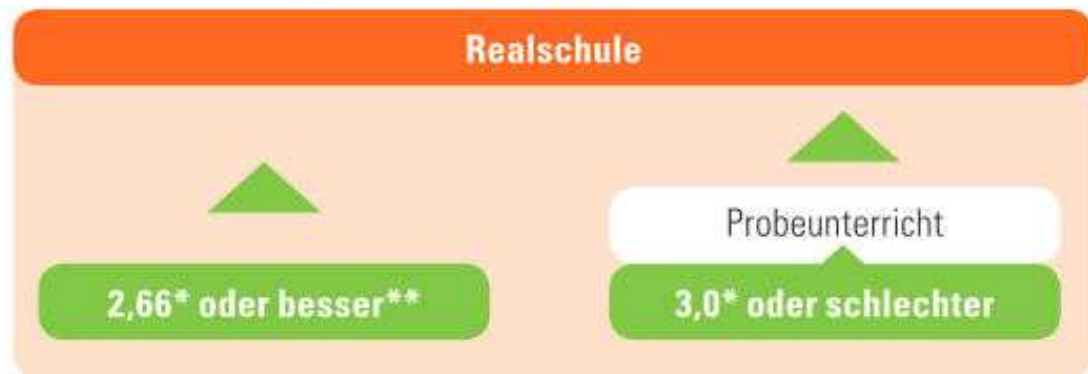 Realschule
Probeunterricht
2,66* oder besser**
3,0* oder schlechter